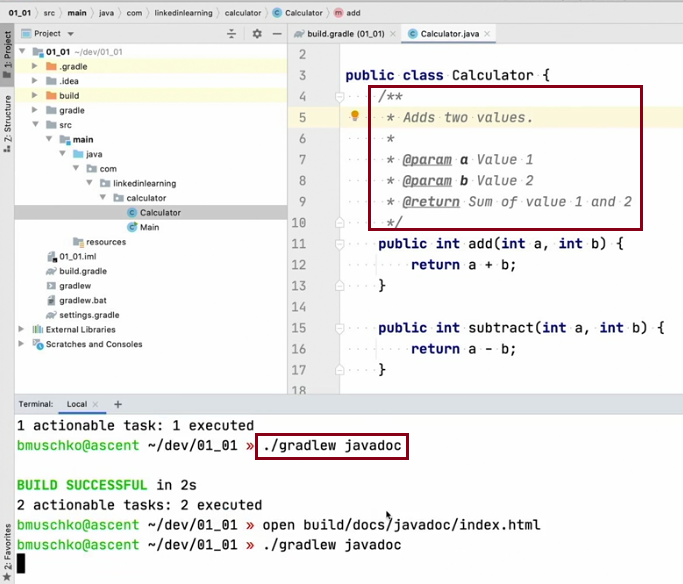 01_01 > src > main > java > com > linkedinlearning > calculator > Calculator > add
Project
build.gradle (01_01) ×
Calculator.java ×
1: Project
Z: Structure
2: Favorites
01_01 ~/dev/01_01
.gradle
.idea
build
gradle
src
main
java
com
linkedinlearning
calculator
Calculator
Main
resources
01_01.iml
build.gradle
gradlew
gradlew.bat
settings.gradle
External Libraries
Scratches and Consoles
2
3 public class Calculator {
4 /**
5 * Adds two values.
6 *
7 * @param a Value 1
8 * @param b Value 2
9 * @return Sum of value 1 and 2
10 */
11 public int add(int a, int b) {
12 return a + b;
13 }
14
15 public int subtract(int a, int b) {
16 return a - b;
17 }
18
Terminal: Local × +
1 actionable task: 1 executed
bmuschko@ascent ~/dev/01_01 » ./gradlew javadoc
BUILD SUCCESSFUL in 2s
2 actionable tasks: 2 executed
bmuschko@ascent ~/dev/01_01 » open build/docs/javadoc/index.html
bmuschko@ascent ~/dev/01_01 » ./gradlew javadoc